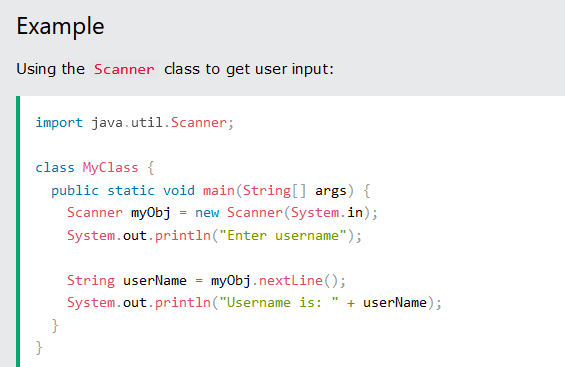 Example
Using the Scanner class to get user input:
import java.util.Scanner;
class MyClass {
public static void main(String[] args) {
Scanner myObj = new Scanner(System.in);
System.out.println("Enter username");
String userName = myObj.nextLine();
System.out.println("Username is: " + userName);
}
}